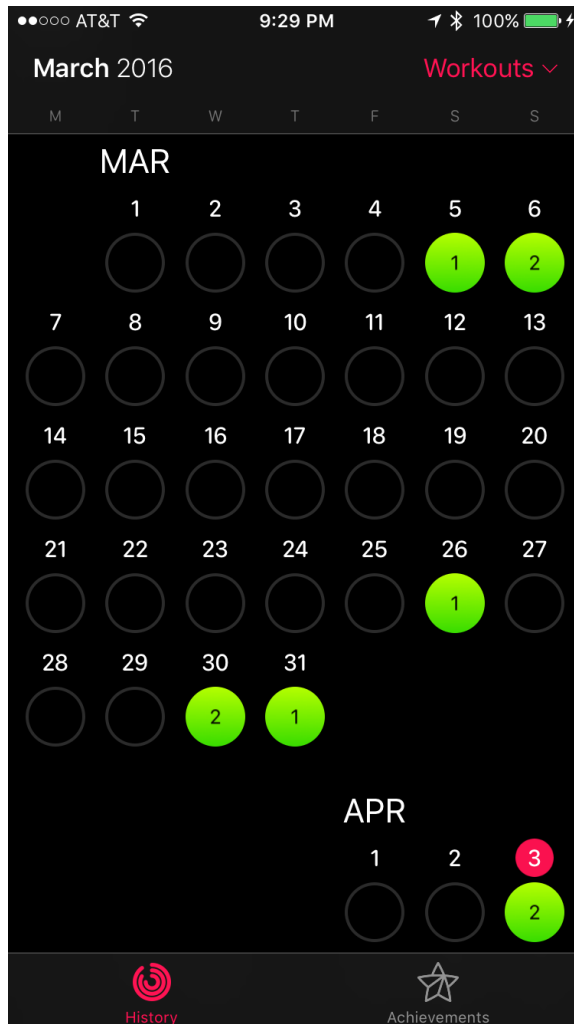 AT&T 9:29 PM 100%
March 2016 Workouts
M T W T F S S
MAR
1 2 3 4 5 6
1 2
7 8 9 10 11 12 13
14 15 16 17 18 19 20
21 22 23 24 25 26 27
1
28 29 30 31
2 1
APR
1 2 3
2
History Achievements